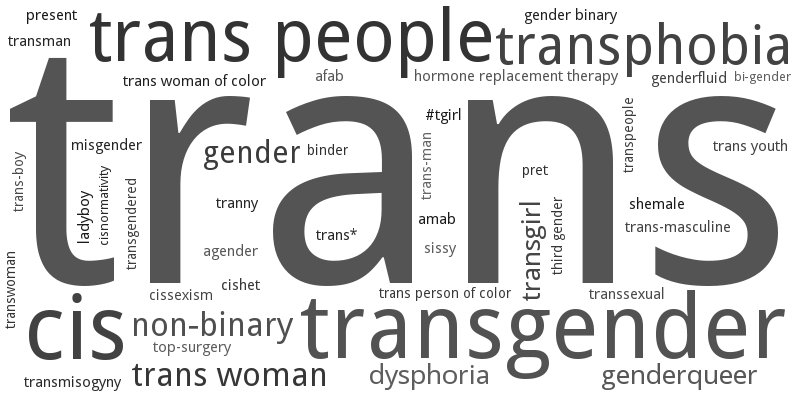 present
gender binary
transman
trans people
transphobia
trans woman of color
afab
hormone replacement therapy
genderfluid
bi-gender
trans
#tgirl
transpeople
misgender
gender
binder
trans-man
trans youth
trans-boy
cisnormativity
transgendered
pret
ladyboy
tranny
amab
transgirl
third gender
shemale
trans-masculine
trans*
agender
sissy
transwoman
cishet
cissexism
trans person of color
transsexual
cis
non-binary
transgender
top-surgery
transmisogyny
trans woman
dysphoria
genderqueer